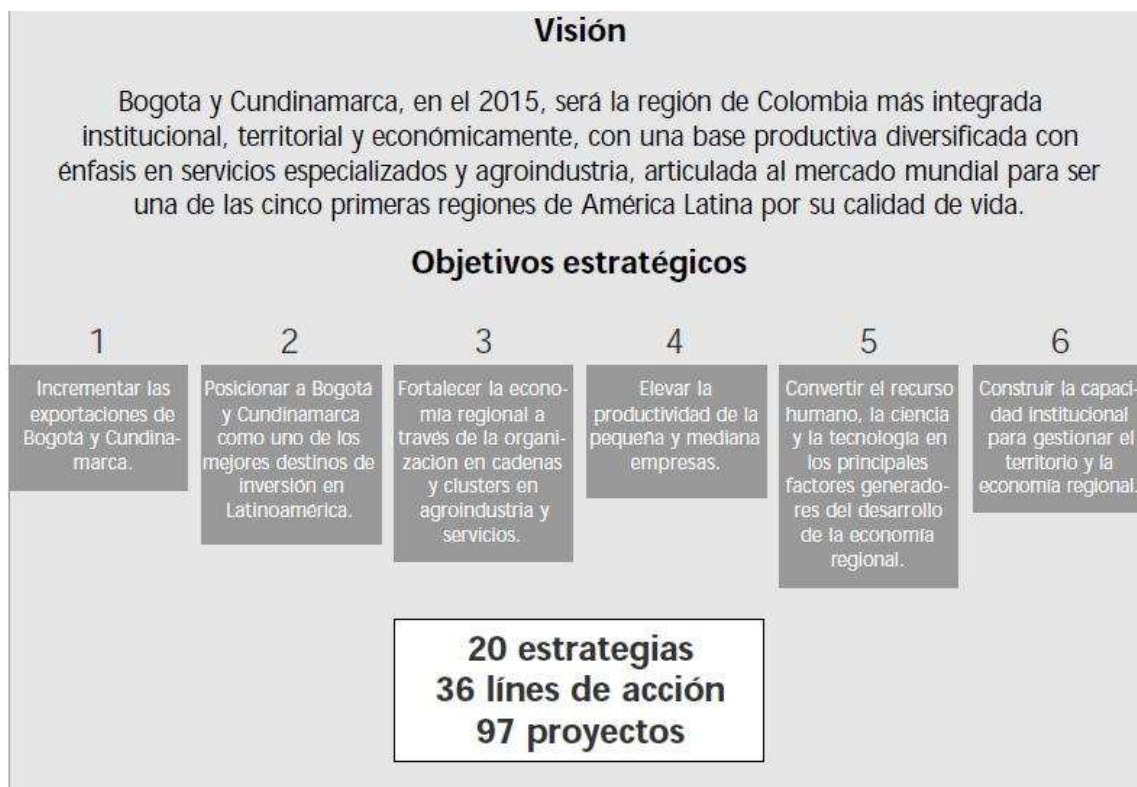 Visión
Bogota y Cundinamarca, en el 2015, será la región de Colombia más integrada
institucional, territorial y económicamente, con una base productiva diversificada con
énfasis en servicios especializados y agroindustria, articulada al mercado mundial para ser
una de las cinco primeras regiones de América Latina por su calidad de vida.
Objetivos estratégicos
1
Incrementar las
exportaciones de
Bogotá y Cundina-
marca.
2
Posicionar a Bogotá
y Cundinamarca
como uno de los
mejores destinos de
inversión en
Latinoamérica.
3
Fortalecer la econo-
mía regional a
través de la organi-
zación en cadenas
y clusters en
agroindustria y
servicios.
4
Elevar la
productividad de la
pequeña y mediana
empresas.
5
Convertir el recurso
humano, la ciencia
y la tecnología en
los principales
factores generado-
res del desarrollo
de la economía
regional.
6
Construir la capaci-
dad institucional
para gestionar el
territorio y la
economía regional.
20 estrategias
36 línes de acción
97 proyectos